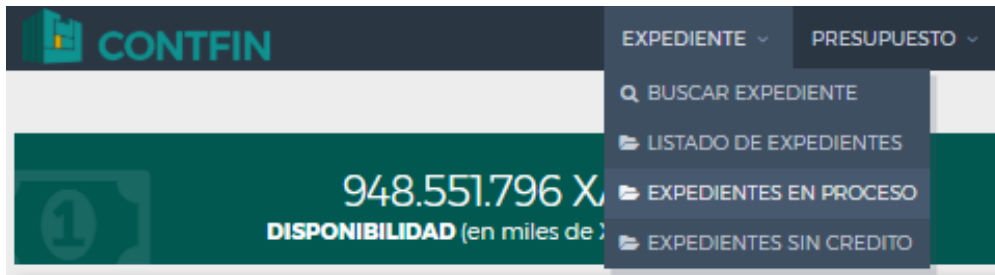 CONTFIN
EXPEDIENTE
PRESUPUESTO
BUSCAR EXPEDIENTE
LISTADO DE EXPEDIENTES
EXPEDIENTES EN PROCESO
EXPEDIENTES SIN CREDITO
948.551.796
DISPONIBILIDAD (en miles de
1